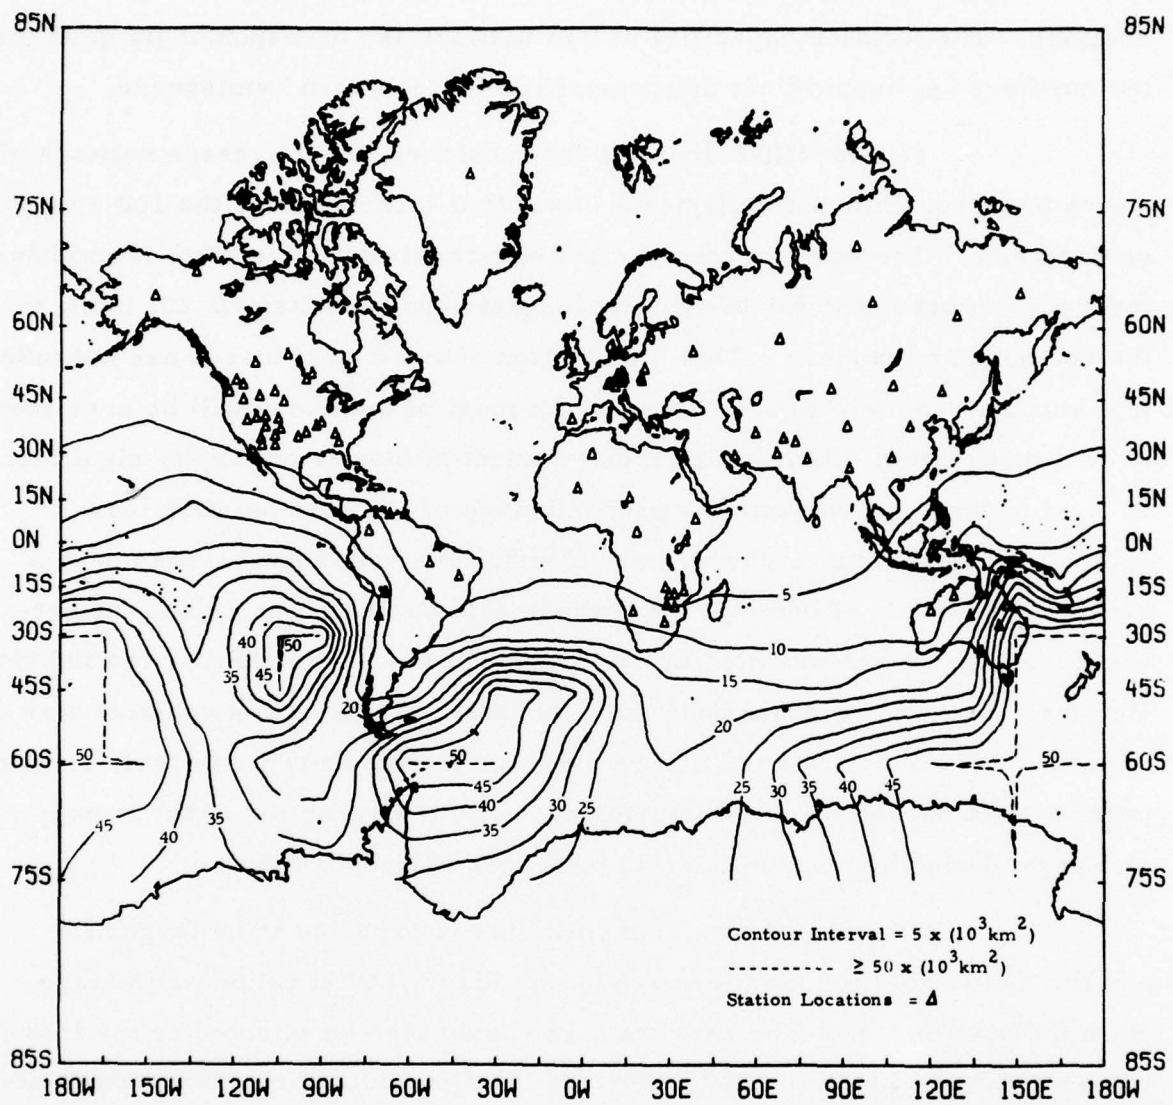 85N 85N
75N 75N
60N 60N
45N 45N
30N 30N
15N 15N
0N 0N
15S 5 15S
30S 40 50 30S
10
35 45 15
45S 20 45S
20
50 50 50
60S 60S
45 45 25 30 35 40 45
40 30 25
35 40 35
75S 75S
Contour Interval = 5 x (10³km²)
---------- ≥ 50 x (10³km²)
Station Locations = Δ
85S 85S
180W 150W 120W 90W 60W 30W 0W 30E 60E 90E 120E 150E 180W